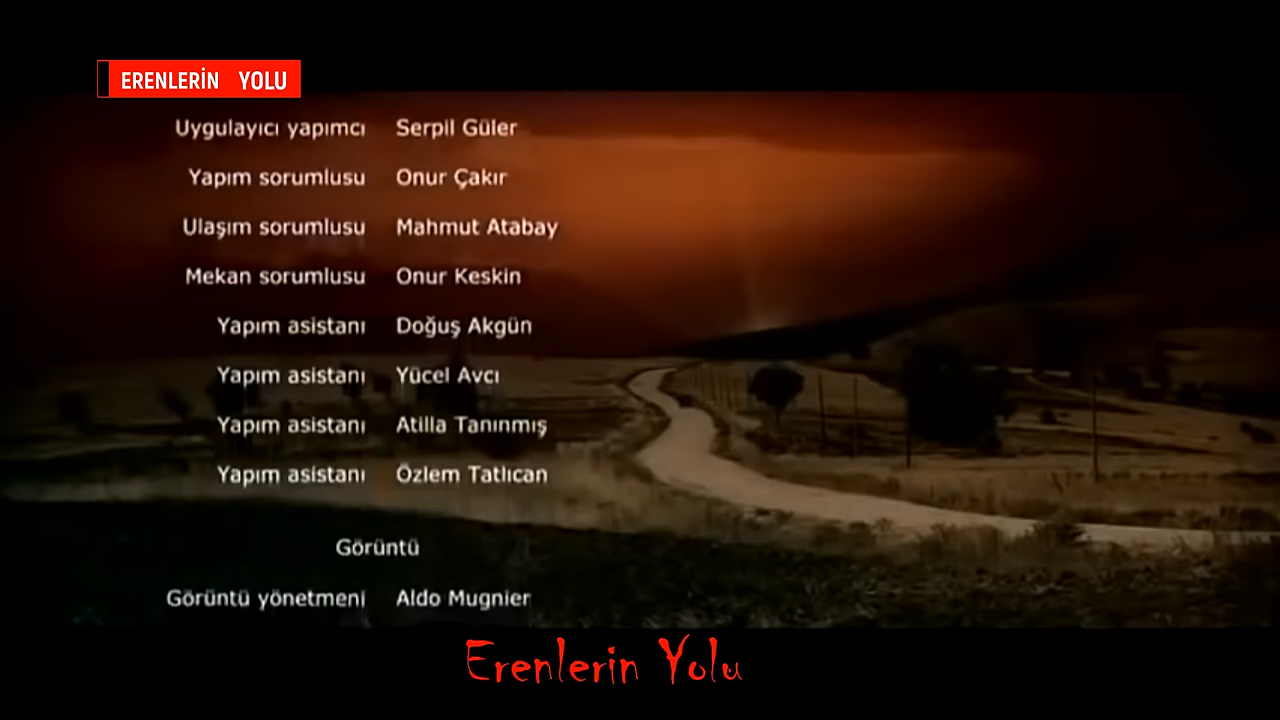 ERENLERİN YOLU
Uygulayıcı yapımcı Serpil Güler
Yapım sorumlusu Onur Çakır
Ulaşım sorumlusu Mahmut Atabay
Mekan sorumlusu Onur Keskin
Yapım asistanı Doğuş Akgün
Yapım asistanı Yücel Avcı
Yapım asistanı Atilla Tanınmış
Yapım asistanı Özlem Tatlıcan
Görüntü
Görüntü yönetmeni Aldo Mugnier
Erenlerin Yolu